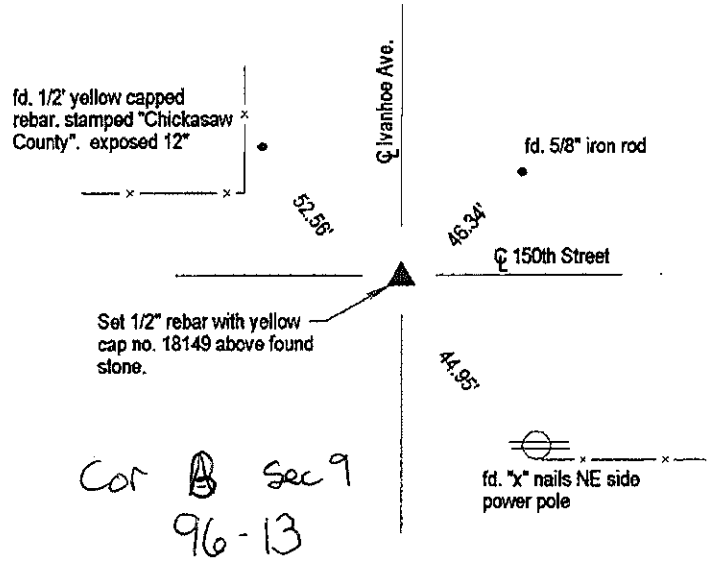 fd. 1/2' yellow capped
rebar. stamped "Chickasaw
County". exposed 12"
℄ Ivanhoe Ave.
fd. 5/8" iron rod
52.56'
46.34'
℄ 150th Street
Set 1/2" rebar with yellow
cap no. 18149 above found
stone.
44.95'
fd. "x" nails NE side
power pole
Cor Sec 9
96-13